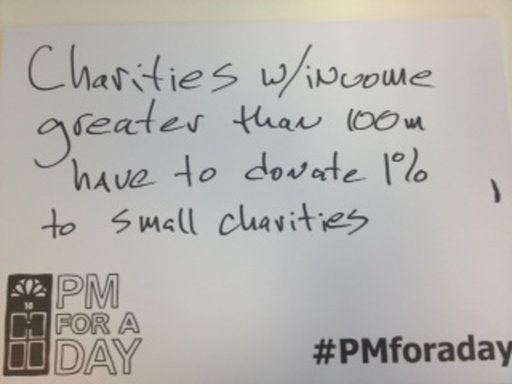 Charities w/income
greater than 100m
have to donate 1%
to small charities
10
PM
FOR A
DAY
#PMforaday